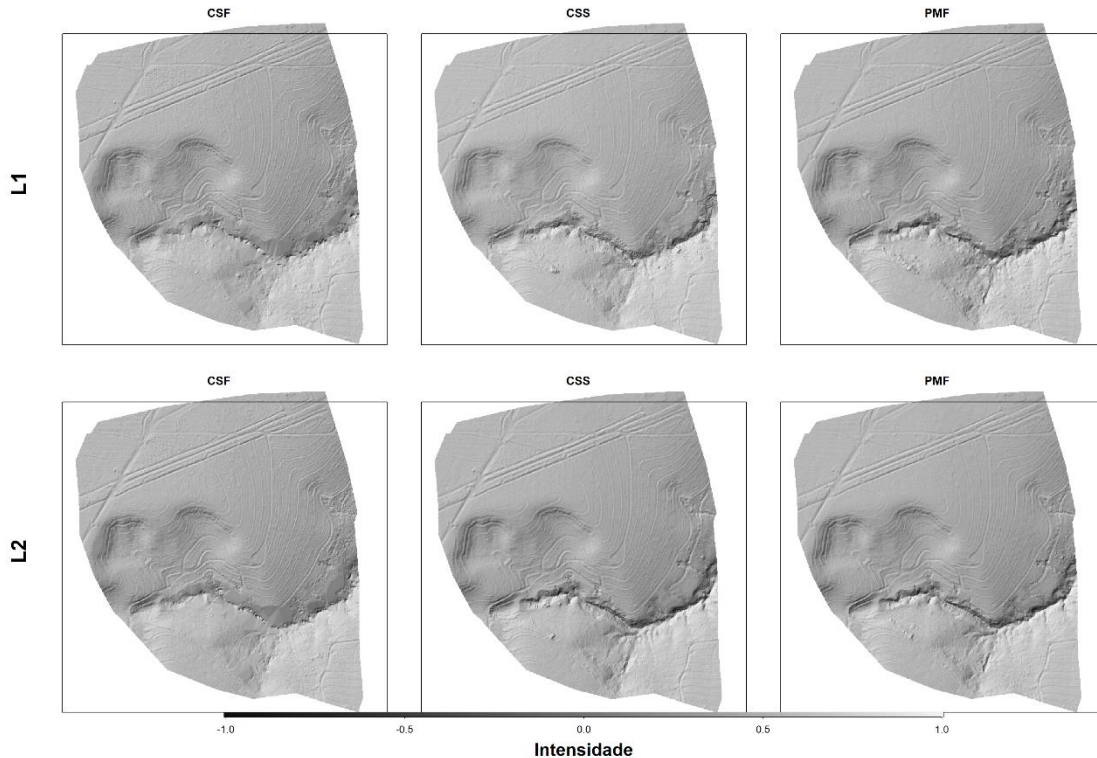 CSF CSS PMF
L1
CSF CSS PMF
L2
-1.0 -0.5 0.0 0.5 1.0
Intensidade